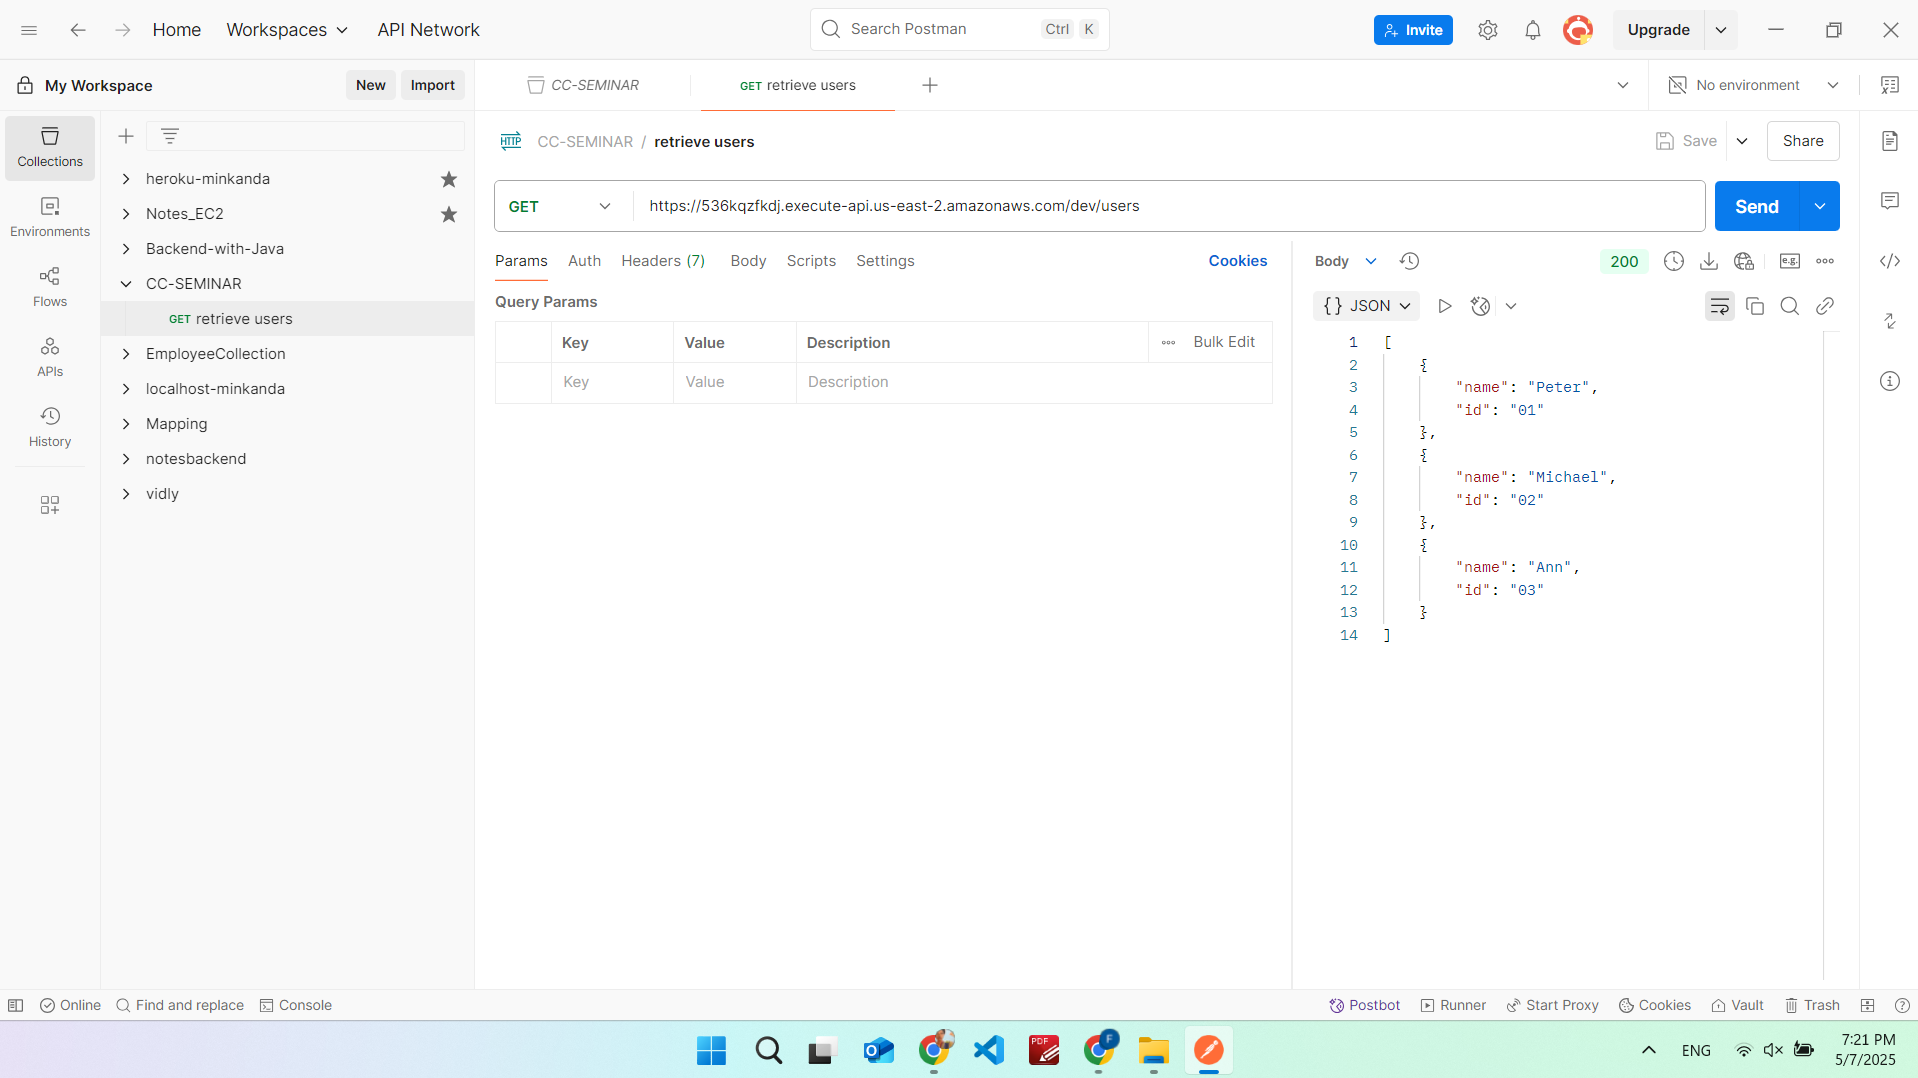 Home
Workspaces
API Network
Search Postman
Ctrl K
Invite
Upgrade
My Workspace
New
Import
CC-SEMINAR
GET retrieve users
No environment
Collections
Environments
Flows
APIs
History
heroku-minkanda
Notes_EC2
Backend-with-Java
CC-SEMINAR
GET retrieve users
EmployeeCollection
localhost-minkanda
Mapping
notesbackend
vidly
HTTP CC-SEMINAR / retrieve users
Save
Share
GET
https://536kqzfkdj.execute-api.us-east-2.amazonaws.com/dev/users
Send
Params Auth Headers (7) Body Scripts Settings
Cookies
Query Params
Key Value Description Bulk Edit
Key Value Description
Body
200
e.g.
{} JSON
1 [
2 {
3 "name": "Peter",
4 "id": "01"
5 },
6 {
7 "name": "Michael",
8 "id": "02"
9 },
10 {
11 "name": "Ann",
12 "id": "03"
13 }
14 ]
Online
Find and replace
Console
Postbot
Runner
Start Proxy
Cookies
Vault
Trash
PDF
F
ENG
7:21 PM
5/7/2025